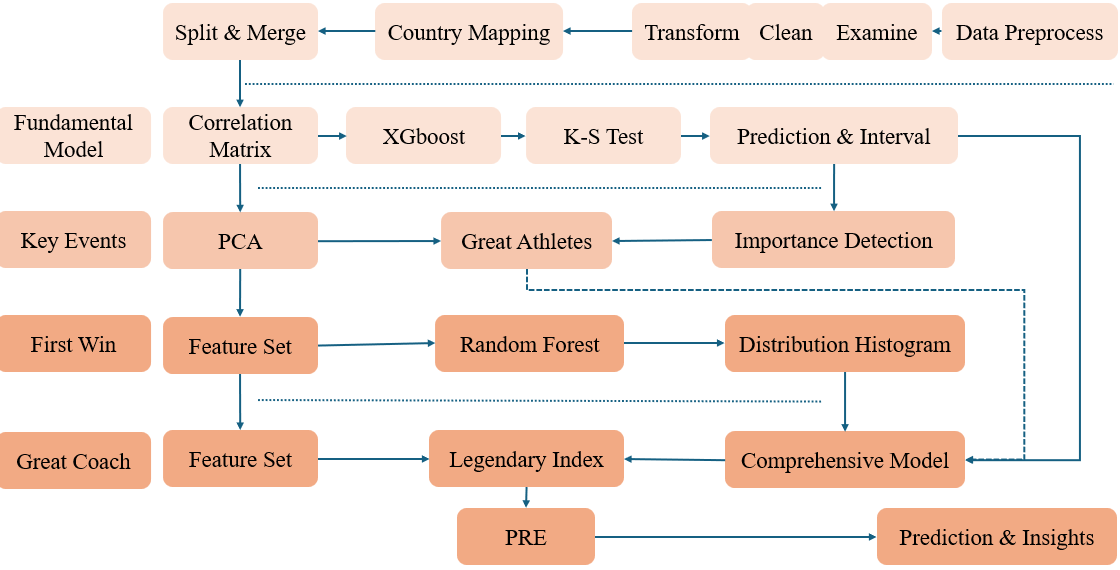 Split & Merge
Country Mapping
Transform
Clean
Examine
Data Preprocess
Fundamental
Model
Correlation
Matrix
XGboost
K-S Test
Prediction & Interval
Key Events
PCA
Great Athletes
Importance Detection
First Win
Feature Set
Random Forest
Distribution Histogram
Great Coach
Feature Set
Legendary Index
Comprehensive Model
PRE
Prediction & Insights